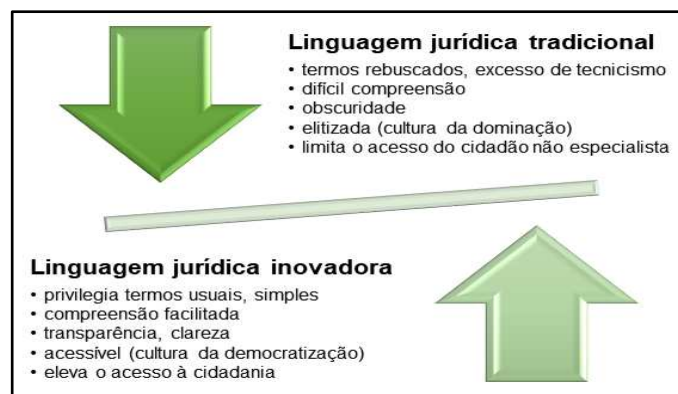 Linguagem jurídica tradicional
• termos rebuscados, excesso de tecnicismo
• difícil compreensão
• obscuridade
• elitizada (cultura da dominação)
• limita o acesso do cidadão não especialista
Linguagem jurídica inovadora
• privilegia termos usuais, simples
• compreensão facilitada
• transparência, clareza
• acessível (cultura da democratização)
• eleva o acesso à cidadania